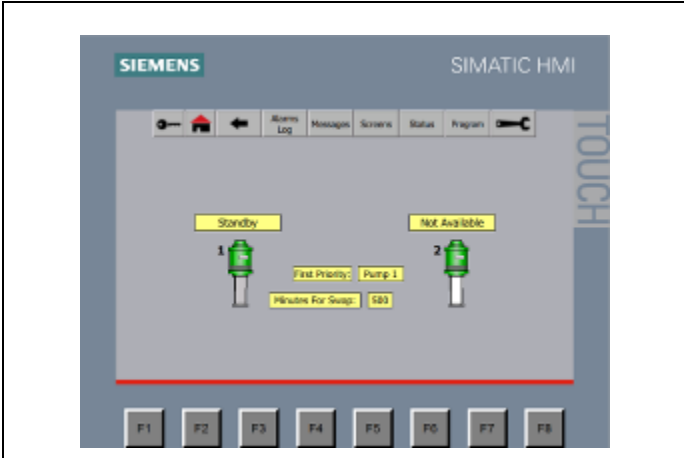 SIEMENS
SIMATIC HMI
Alarms
Log
Messages
Screens
Status
Program
TOUCH
Standby
Not Available
1
2
First Priority:
Pump 1
Minutes For Swap:
500
F1
F2
F3
F4
F5
F6
F7
F8